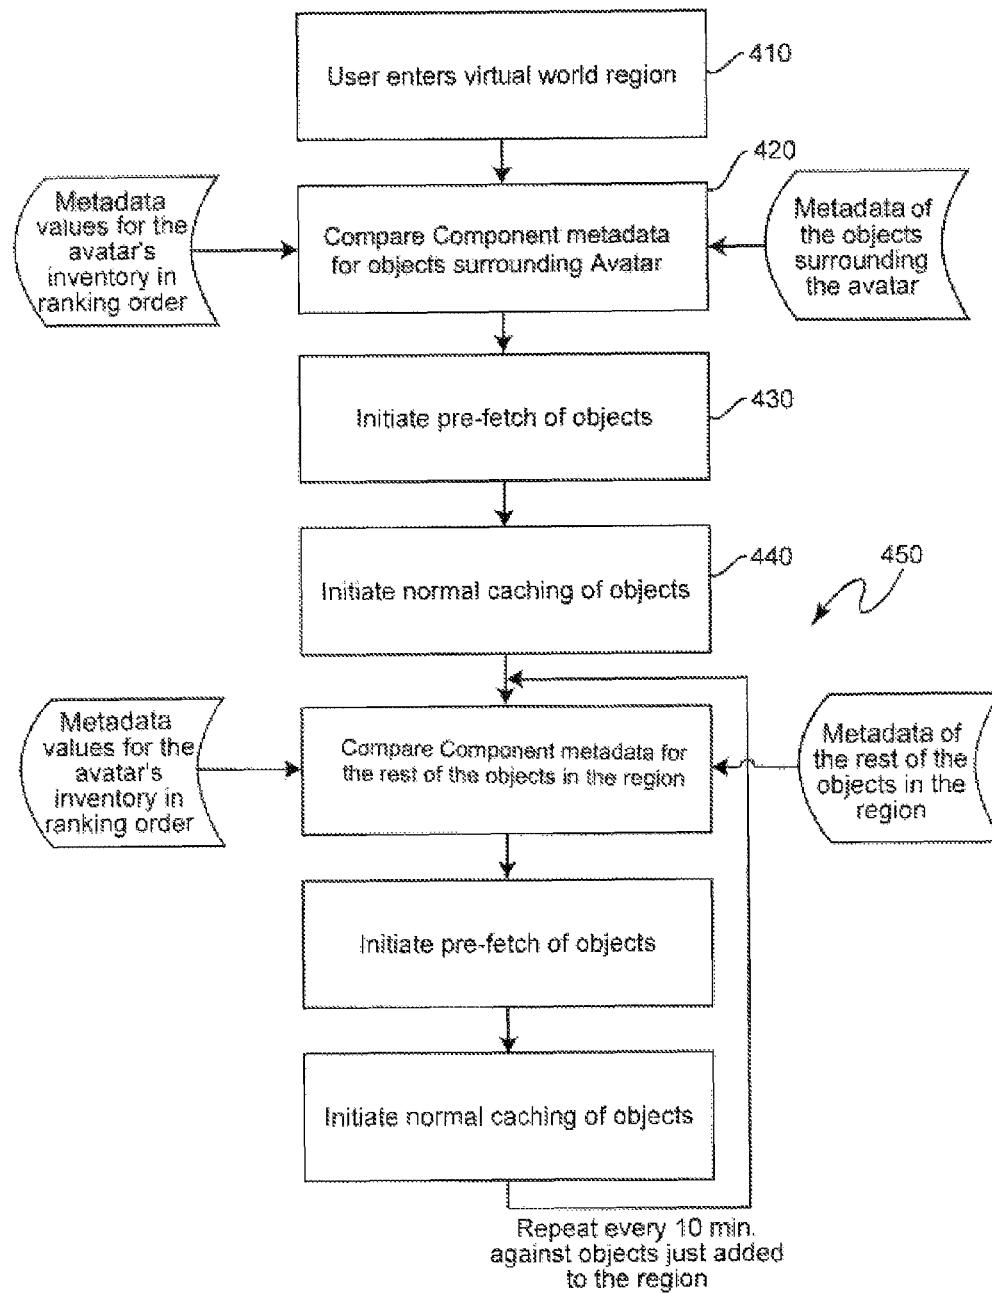 User enters virtual world region
410
420
Metadata
values for the
avatar's
inventory in
ranking order
Compare Component metadata
for objects surrounding Avatar
Metadata of
the objects
surrounding
the avatar
Initiate pre-fetch of objects
430
Initiate normal caching of objects
440
450
Metadata
values for the
avatar's
inventory in
ranking order
Compare Component metadata for
the rest of the objects in the region
Metadata of
the rest of the
objects in the
region
Initiate pre-fetch of objects
Initiate normal caching of objects
Repeat every 10 min.
against objects just added
to the region